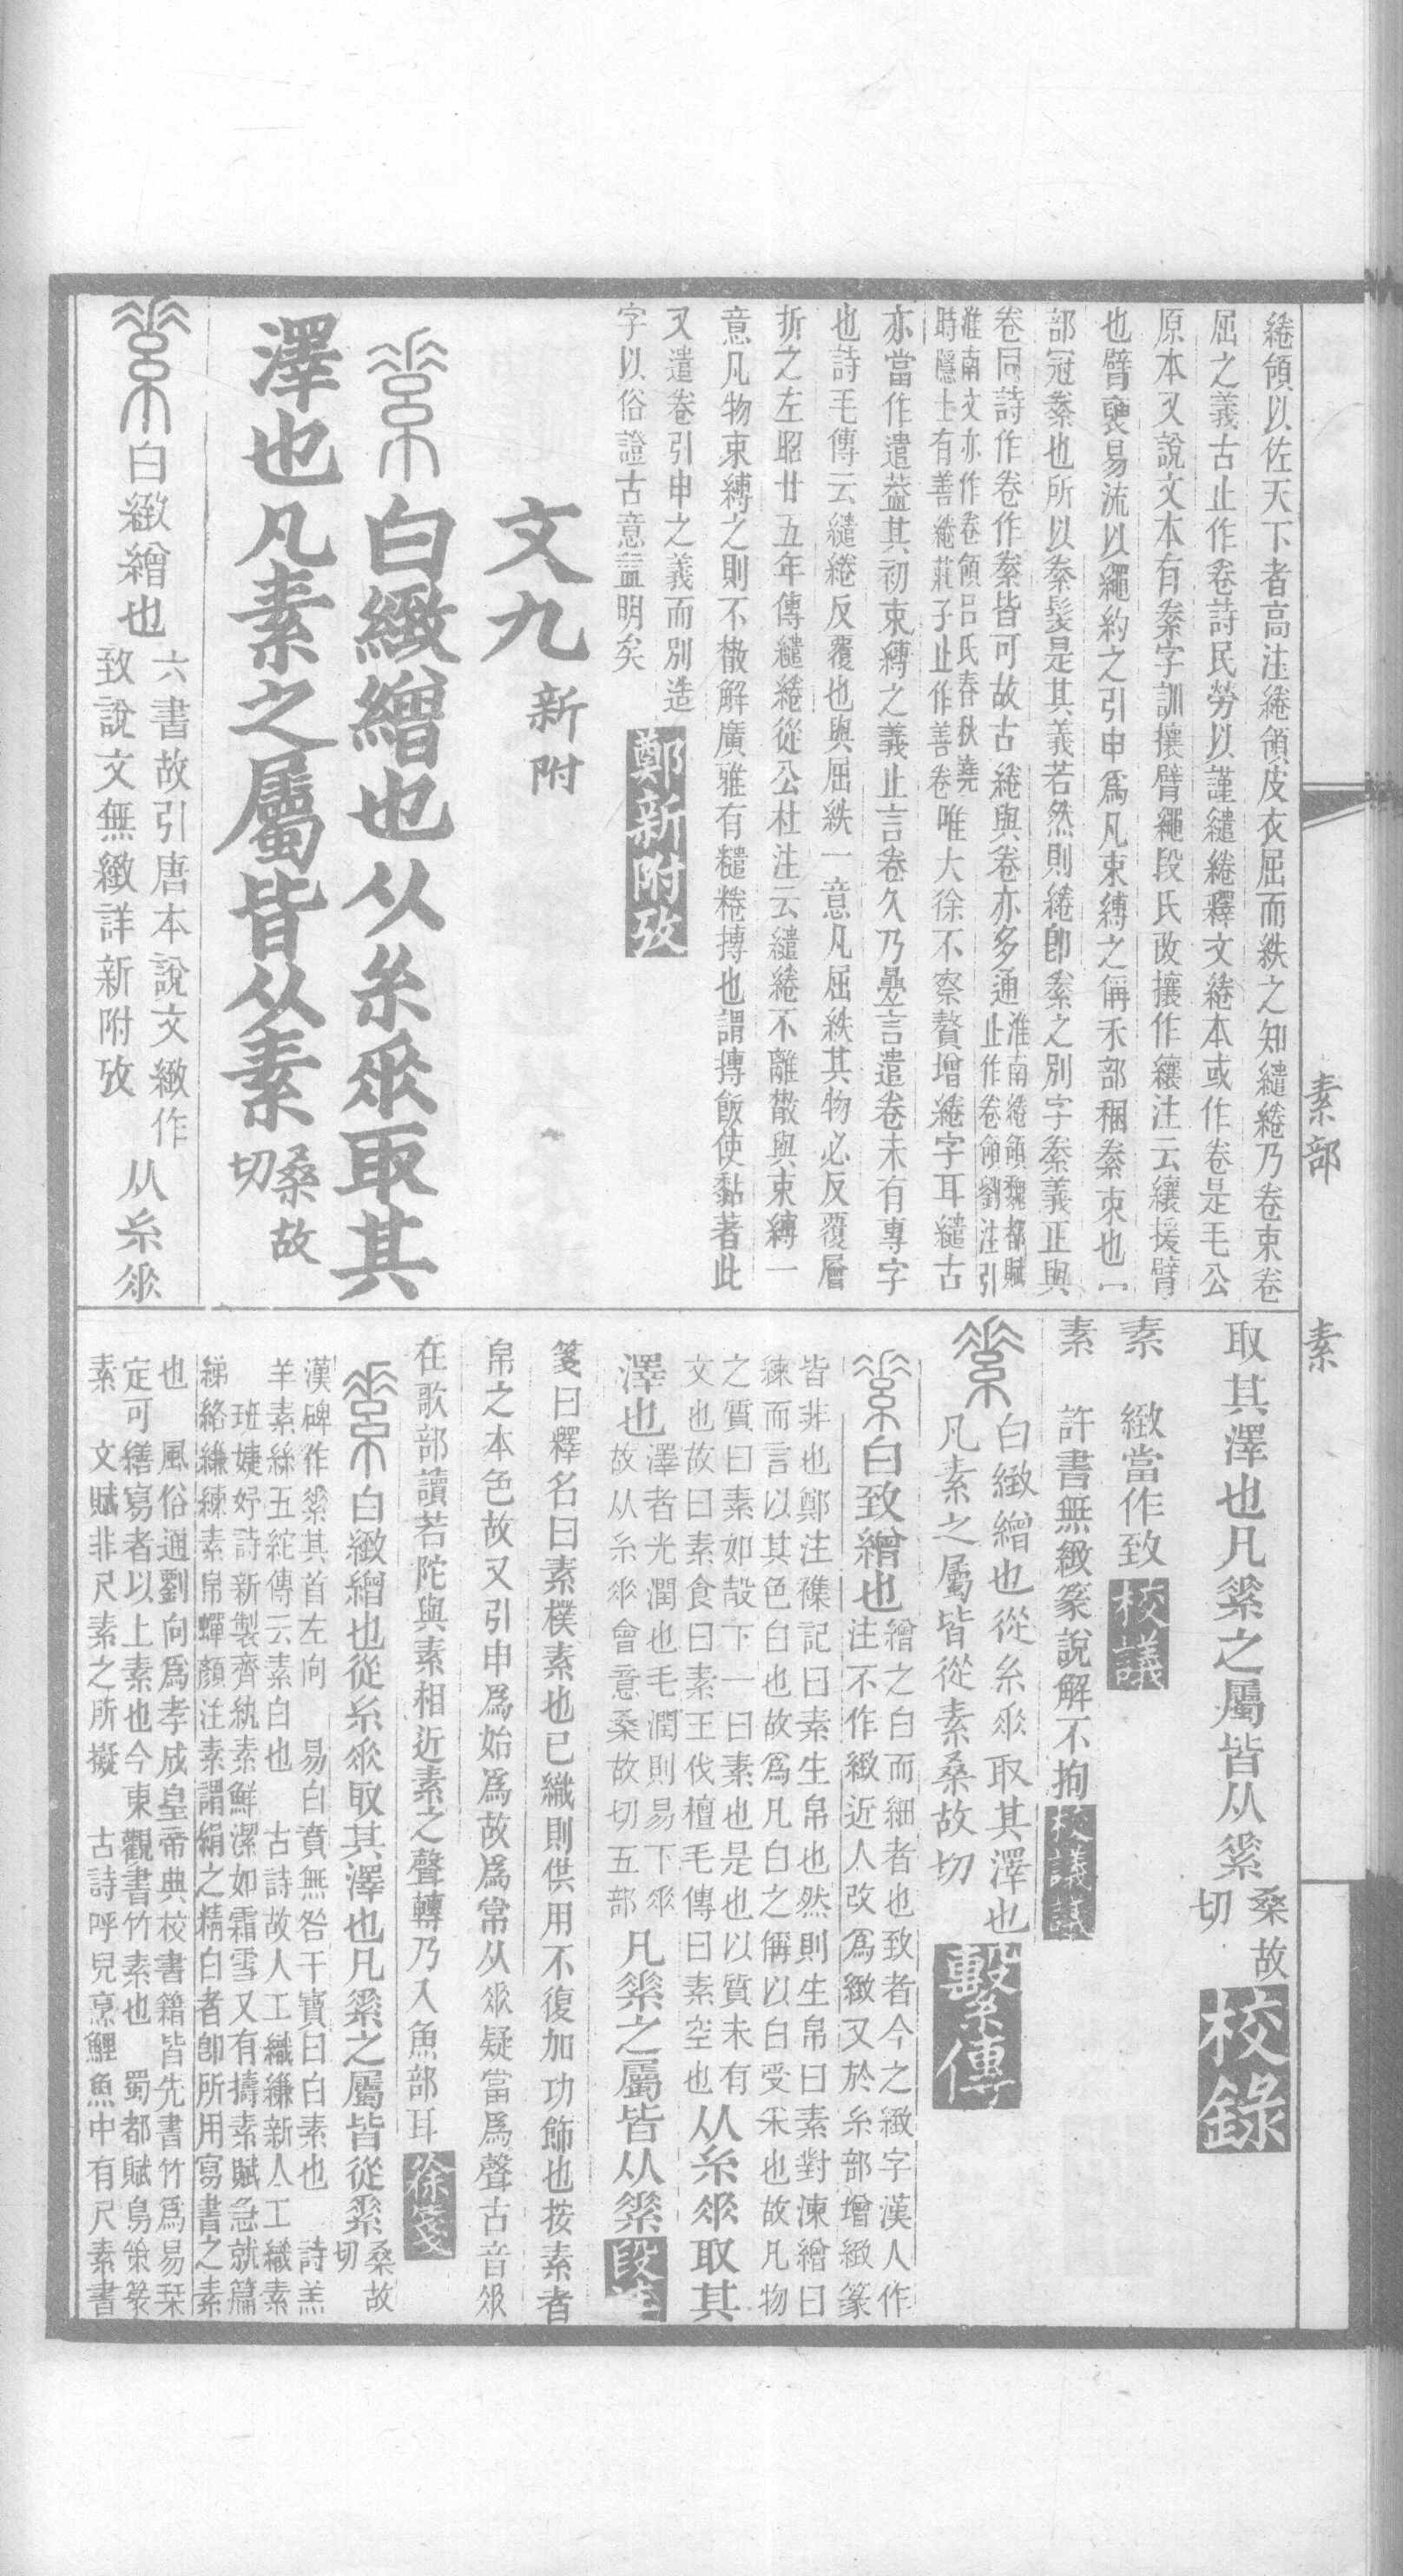 綣領以佐天下者高注綣領皮衣屈而紩之知繾綣乃卷束卷
屈之義古止作卷詩民勞以謹繾綣釋文綣本或作卷是毛公
原本又說文本有𢍏字訓攘臂繩段氏改攘作纕注云纕援臂
也臂褎易流以繩約之引申爲凡束縛之偁禾部稇𢍏束也冖
部冠𢍏也所以𢍏髮是其義若然則綣卽𢍏之別字𢍏義正與
卷同詩作卷作𢍏皆可故古綣與卷亦多通淮南綣領魏都賦
止作卷領劉注引
淮南文亦作卷領呂氏春秋堯
時隱士有善綣莊子止作善卷唯大徐不察贅增綣字耳繾古
亦當作遣葢其初束縛之義止言卷久乃曡言遣卷未有專字
也詩毛傳云繾綣反覆也與屈紩一意凡屈紩其物必反覆層
折之左昭廿五年傳繾綣從公杜注云繾綣不離散與束縛一
意凡物束縛之則不散解廣雅有䊰糝摶也謂摶飯使黏著此
又遣卷引申之義而別造
字以俗證古意益明矣 鄭新附攷
文九 新附
𦃃 白緻繒也从糸𠂹取其
澤也凡素之屬皆从素 桑故
切
𦃃 白緻繒也 六書故引唐本說文緻作
致說文無緻詳新附攷 从糸𠂹
素部 素
取其澤也凡𦃃之屬皆从𦃃 桑故
切 校錄
素 緻當作致 校議
素 許書無緻篆說解不拘 校議議
𦃃 白緻繒也從糸𠂹取其澤也
凡素之屬皆從素桑故切 繫傳
𦃃 白致繒也 繒之白而細者也致者今之緻字漢人作
注不作緻近人改爲緻又於糸部增緻篆
皆非也鄭注襍記曰素生帛也然則生帛曰素對湅繒曰
練而言以其色白也故爲凡白之偁以白受采也故凡物
之質曰素如㱿下一曰素也是也以質未有
文也故曰素食曰素王伐檀毛傳曰素空也 从糸𠂹取其
澤也 澤者光潤也毛潤則易下𠂹
故从糸𠂹會意桑故切五部 凡𦃃之屬皆从𦃃 段注
箋曰釋名曰素樸素也已織則供用不復加功飾也按素者
帛之本色故又引申爲始爲故爲常从𠂹疑當爲聲古音𠂹
在歌部讀若陀與素相近素之聲轉乃入魚部耳 徐箋
𦃃 白緻繒也從糸𠂹取其澤也凡𦃃之屬皆從𦃃 桑故
切
漢碑作𦃃其首左向 易白賁無咎干寶曰白素也 詩羔
羊素絲五紽傳云素白也 古詩故人工織縑新人工織素
班婕妤詩新製齊紈素鮮潔如霜雪又有擣素賦急就篇
綈絡縑練素帛蟬顏注素謂絹之精白者卽所用寫書之素
也 風俗通劉向爲孝成皇帝典校書籍皆先書竹爲易栞
定可繕寫者以上素也今東觀書竹素也 蜀都賦鳥策篆
素 文賦非尺素之所擬 古詩呼兒烹鯉魚中有尺素書